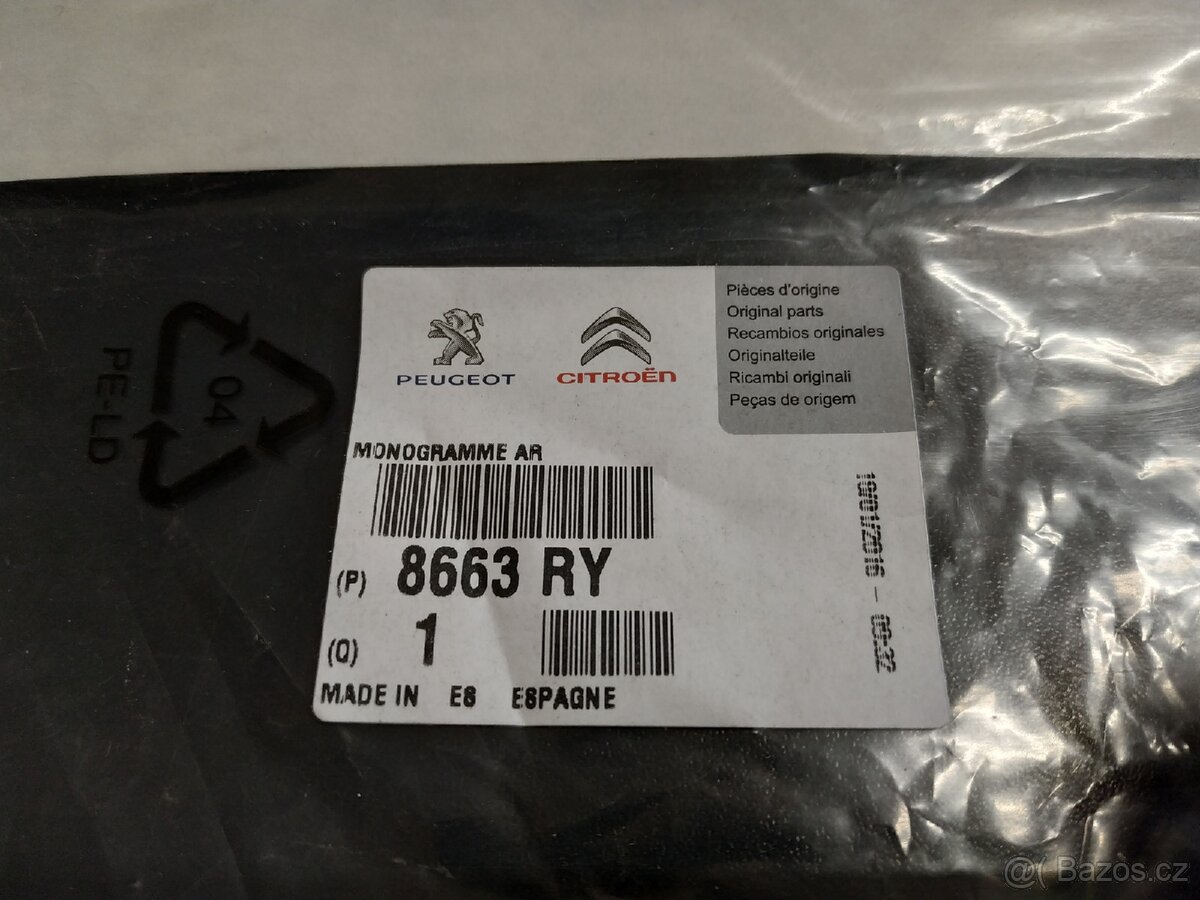 PEUGEOT
CITROËN
Pièces d'origine
Original parts
Recambios originales
Originalteile
Ricambi originali
Peças de origem
MONOGRAMME AR
(P) 8663 RY
(Q) 1
MADE IN ES ESPAGNE
04
PE-LD
@( Bazos.cz